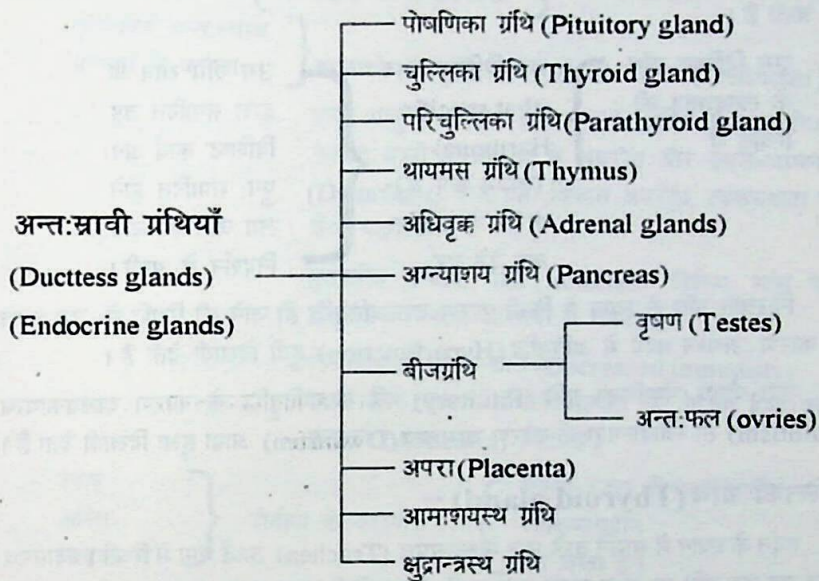 पोषणिका ग्रंथि (Pituitory gland)
चुल्लिका ग्रंथि (Thyroid gland)
परिचुल्लिका ग्रंथि(Parathyroid gland)
थायमस ग्रंथि (Thymus)
अन्त:स्रावी ग्रंथियाँ
अधिवृक्क ग्रंथि (Adrenal glands)
(Ducttess glands)
अग्न्याशय ग्रंथि (Pancreas)
(Endocrine glands)
वृषण (Testes)
बीजग्रंथि
अन्त:फल (ovries)
अपरा(Placenta)
आमाशयस्थ ग्रंथि
क्षुद्रान्त्रस्थ ग्रंथि